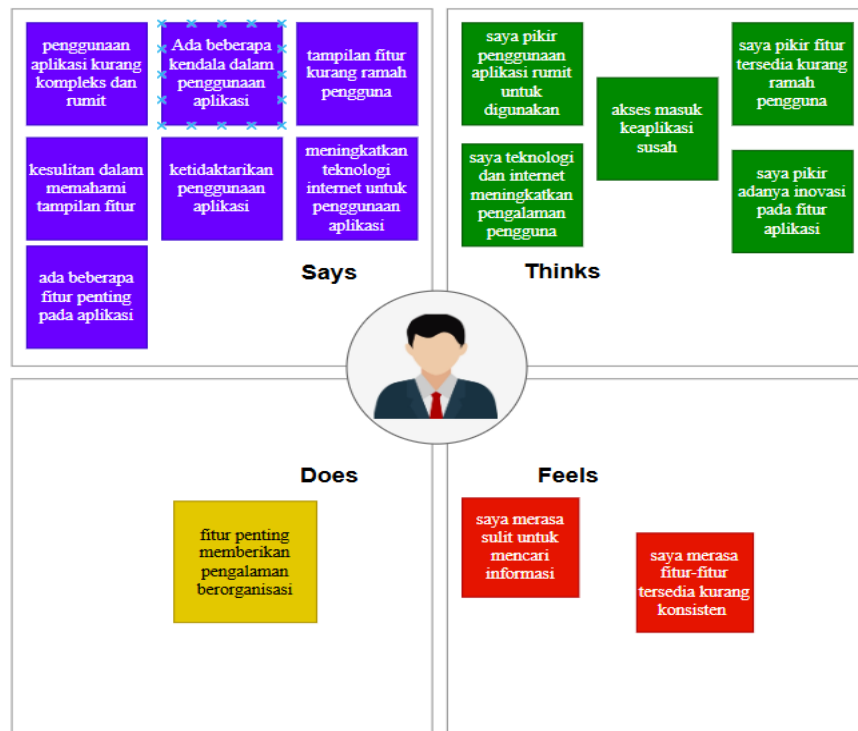 penggunaan
aplikasi kurang
kompleks dan
rumit
Ada beberapa
kendala dalam
penggunaan
aplikasi
tampilan fitur
kurang ramah
pengguna
kesulitan dalam
memahami
tampilan fitur
ketidaktarikan
penggunaan
aplikasi
meningkatkan
teknologi
internet untuk
penggunaan
aplikasi
ada beberapa
fitur penting
pada aplikasi
Says
saya pikir
penggunaan
aplikasi rumit
untuk
digunakan
akses masuk
keaplikasi
susah
saya pikir fitur
tersedia kurang
ramah
pengguna
saya teknologi
dan internet
meningkatkan
pengalaman
pengguna
saya pikir
adanya inovasi
pada fitur
aplikasi
Thinks
Does
fitur penting
memberikan
pengalaman
berorganisasi
Feels
saya merasa
sulit untuk
mencari
informasi
saya merasa
fitur-fitur
tersedia kurang
konsisten